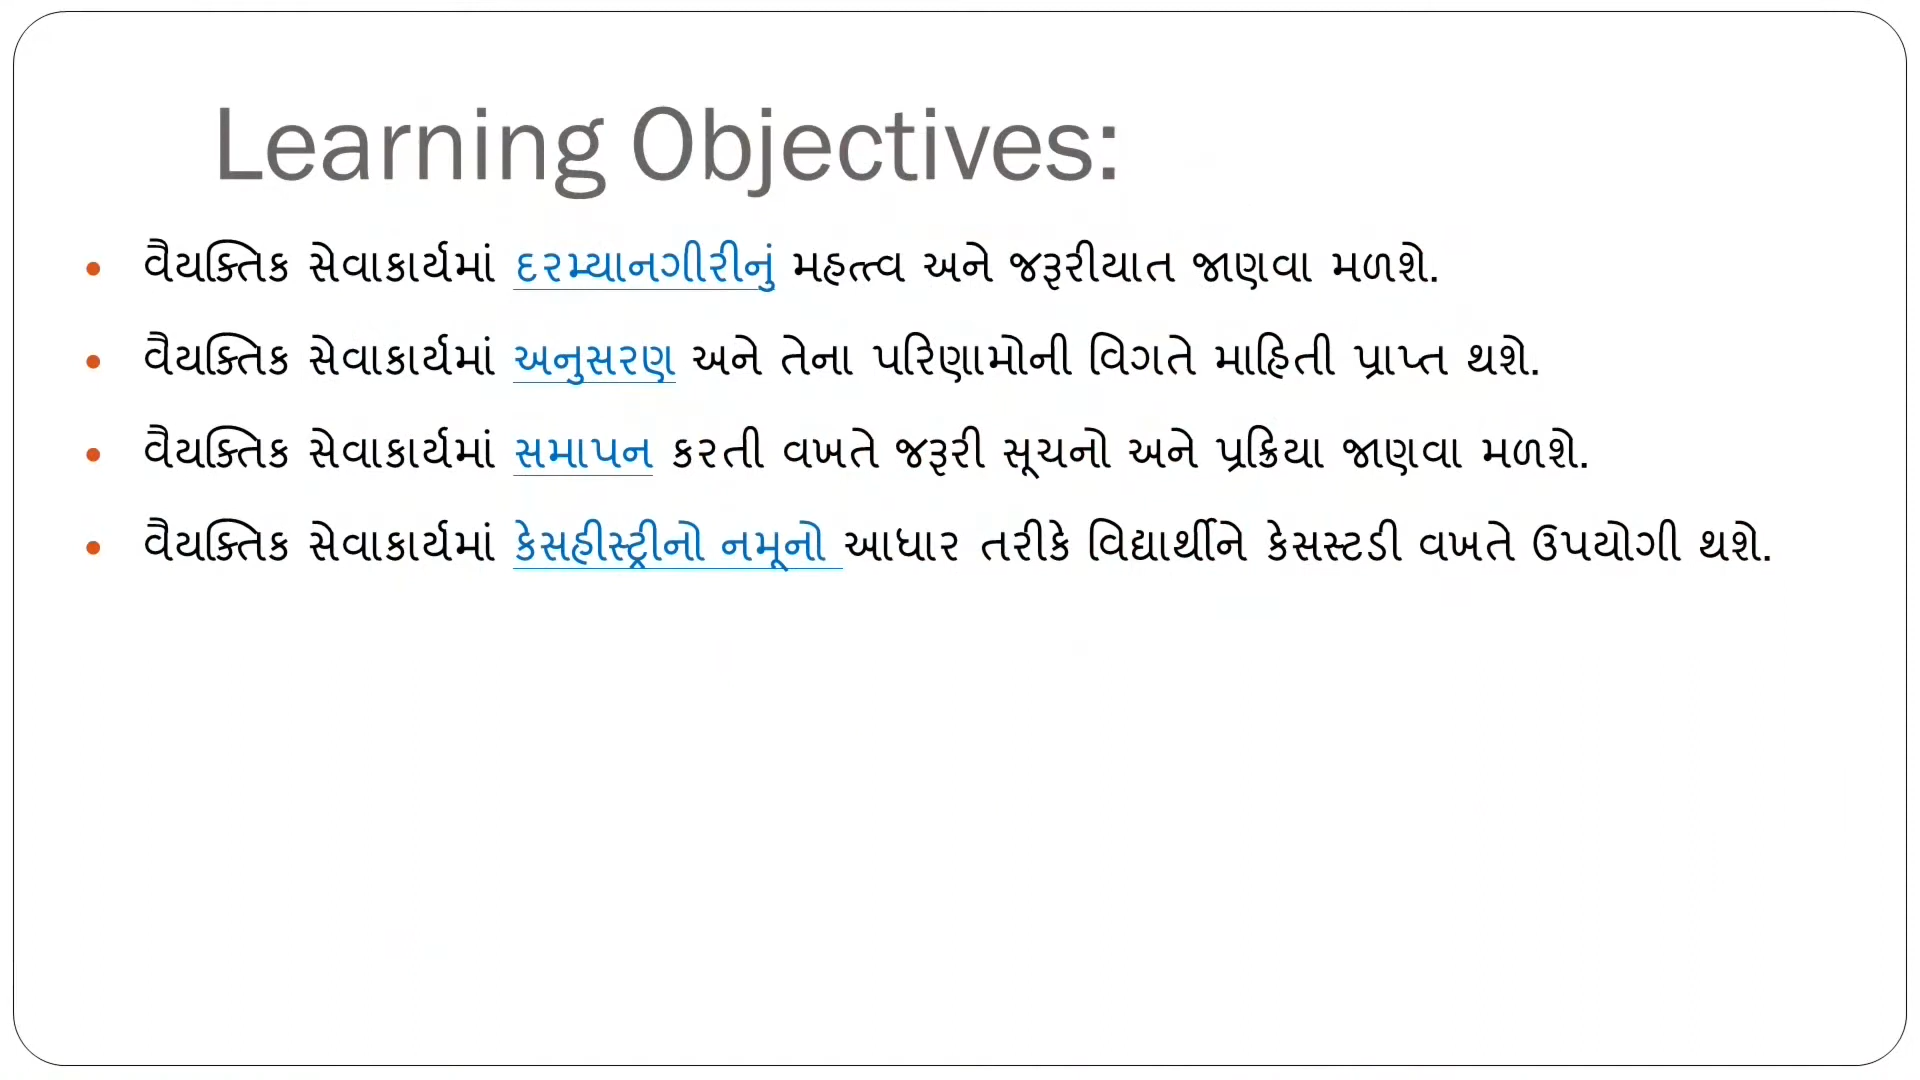 Learning Objectives:
• વૈયક્તિક સેવાકાર્યમાં દરમ્યાનગીરીનું મહત્ત્વ અને જરૂરીયાત જાણવા મળશે.
• વૈયક્તિક સેવાકાર્યમાં અનુસરણ અને તેના પરિણામોની વિગતે માહિતી પ્રાપ્ત થશે.
• વૈયક્તિક સેવાકાર્યમાં સમાપન કરતી વખતે જરૂરી સૂચનો અને પ્રક્રિયા જાણવા મળશે.
• વૈયક્તિક સેવાકાર્યમાં કેસહીસ્ટ્રીનો નમૂનો આધાર તરીકે વિદ્યાર્થીને કેસસ્ટડી વખતે ઉપયોગી થશે.